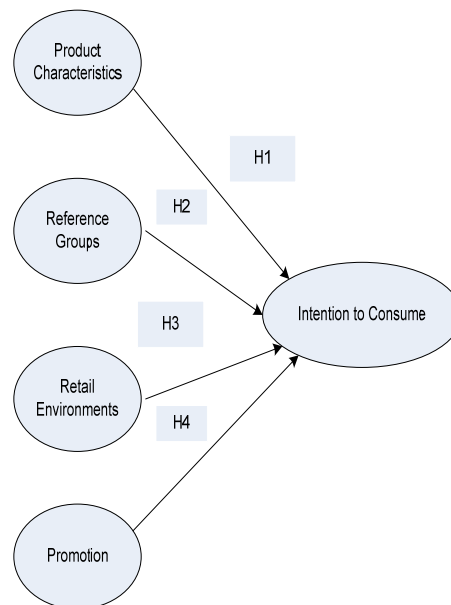 Product
Characteristics
H1
H2
Reference
Groups
Intention to Consume
H3
Retail
Environments
H4
Promotion